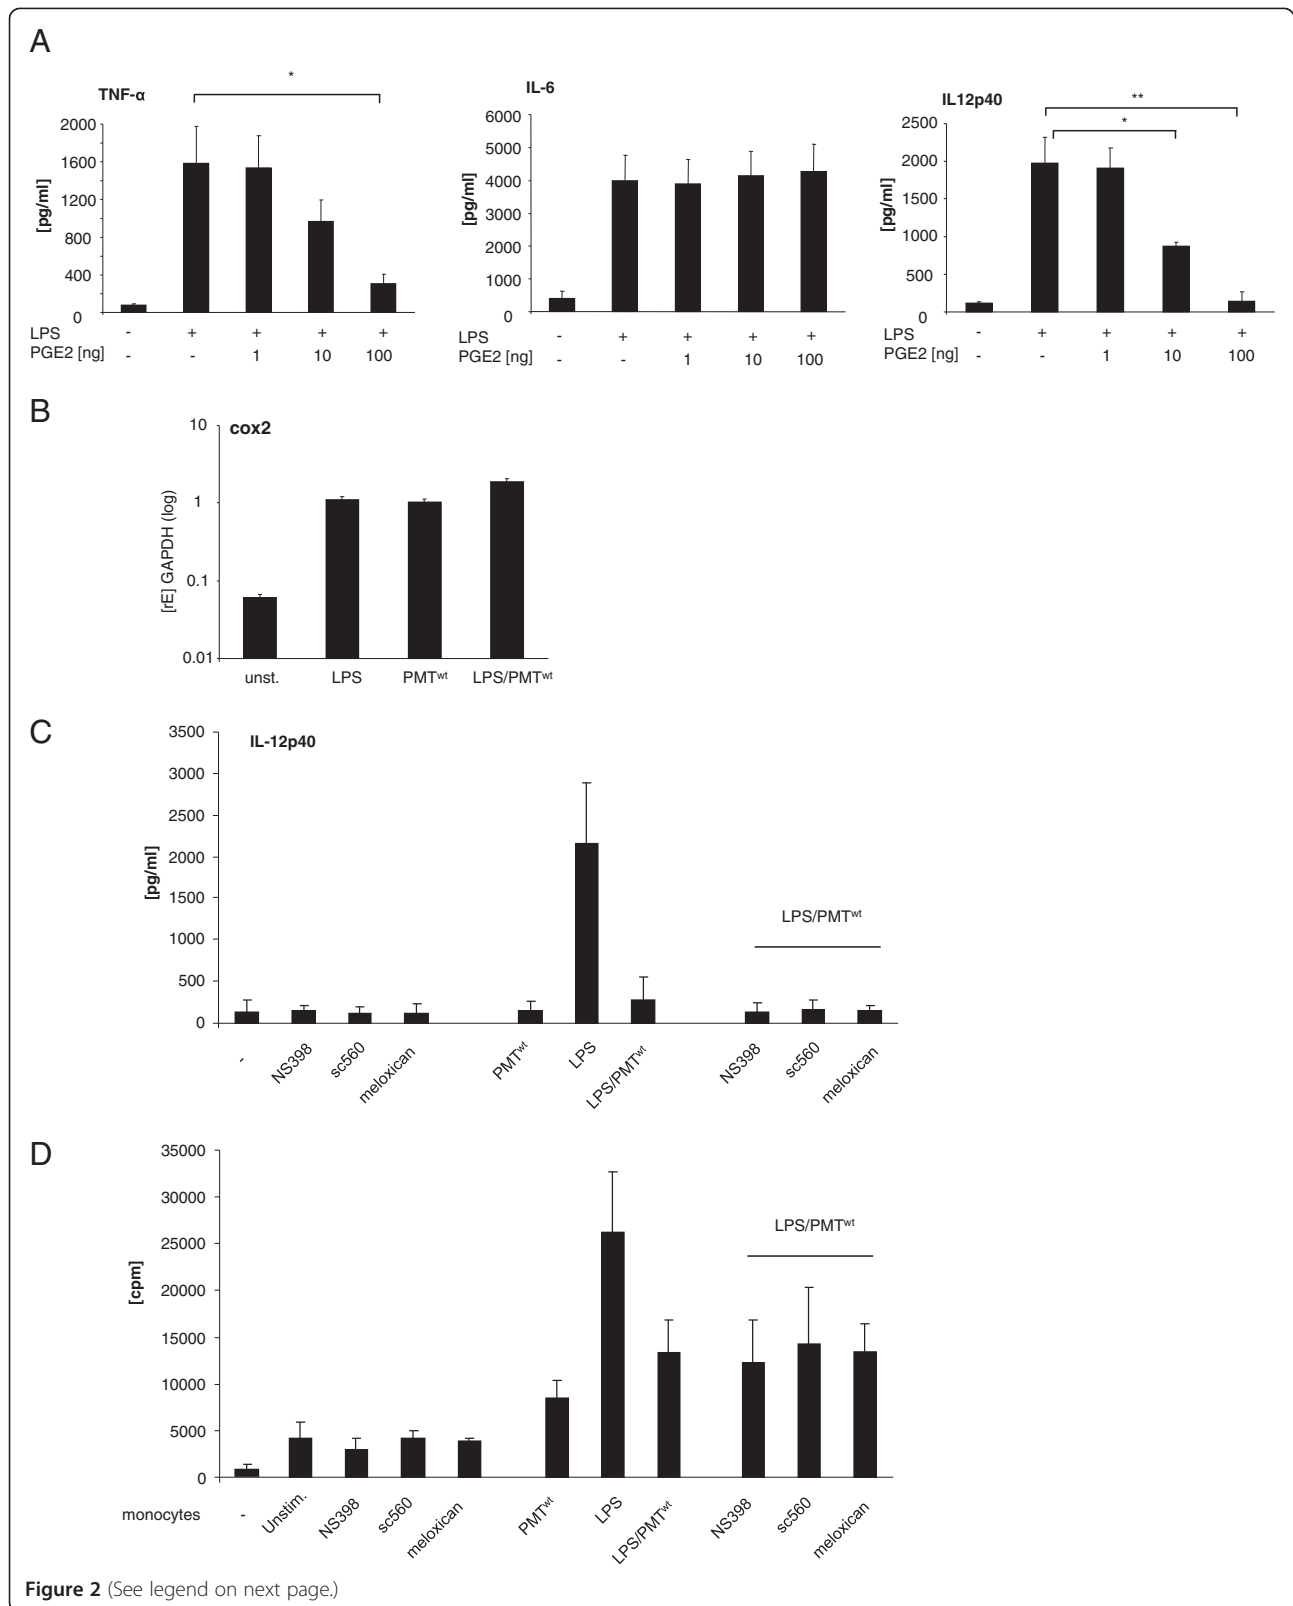 A
TNF-α
*
[pg/ml]
2000
1600
1200
800
400
0
LPS - + + + +
PGE2 [ng] - - 1 10 100
IL-6
6000
5000
4000
3000
2000
1000
0
[pg/ml]
LPS - + + + +
PGE2 [ng] - - 1 10 100
IL12p40
**
*
[pg/ml]
2500
2000
1500
1000
500
0
LPS - + + + +
PGE2 [ng] - - 1 10 100
B
cox2
[rE] GAPDH (log)
10
1
0.1
0.01
unst. LPS PMTwt LPS/PMTwt
C
IL-12p40
[pg/ml]
3500
3000
2500
2000
1500
1000
500
0
LPS/PMTwt
- NS398 sc560 meloxican PMTwt LPS LPS/PMTwt NS398 sc560 meloxican
D
[cpm]
35000
30000
25000
20000
15000
10000
5000
0
LPS/PMTwt
monocytes - Unstim. NS398 sc560 meloxican PMTwt LPS LPS/PMTwt NS398 sc560 meloxican
Figure 2 (See legend on next page.)